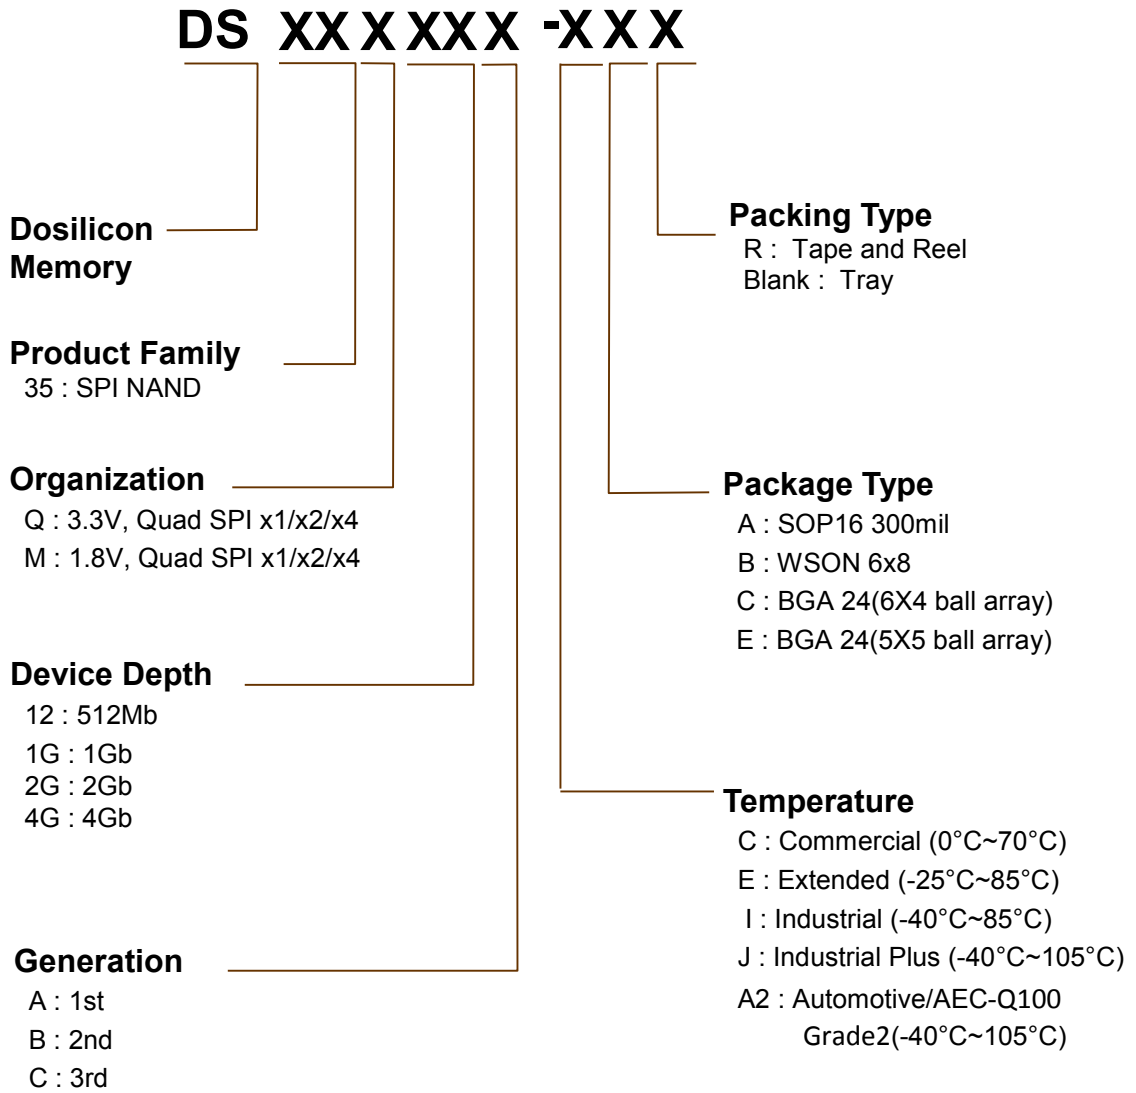 DS XX X XX X -X X X
Dosilicon
Memory
Product Family
35 : SPI NAND
Organization
Q : 3.3V, Quad SPI x1/x2/x4
M : 1.8V, Quad SPI x1/x2/x4
Device Depth
12 : 512Mb
1G : 1Gb
2G : 2Gb
4G : 4Gb
Generation
A : 1st
B : 2nd
C : 3rd
Packing Type
R : Tape and Reel
Blank : Tray
Package Type
A : SOP16 300mil
B : WSON 6x8
C : BGA 24(6X4 ball array)
E : BGA 24(5X5 ball array)
Temperature
C : Commercial (0°C~70°C)
E : Extended (-25°C~85°C)
I : Industrial (-40°C~85°C)
J : Industrial Plus (-40°C~105°C)
A2 : Automotive/AEC-Q100
Grade2(-40°C~105°C)